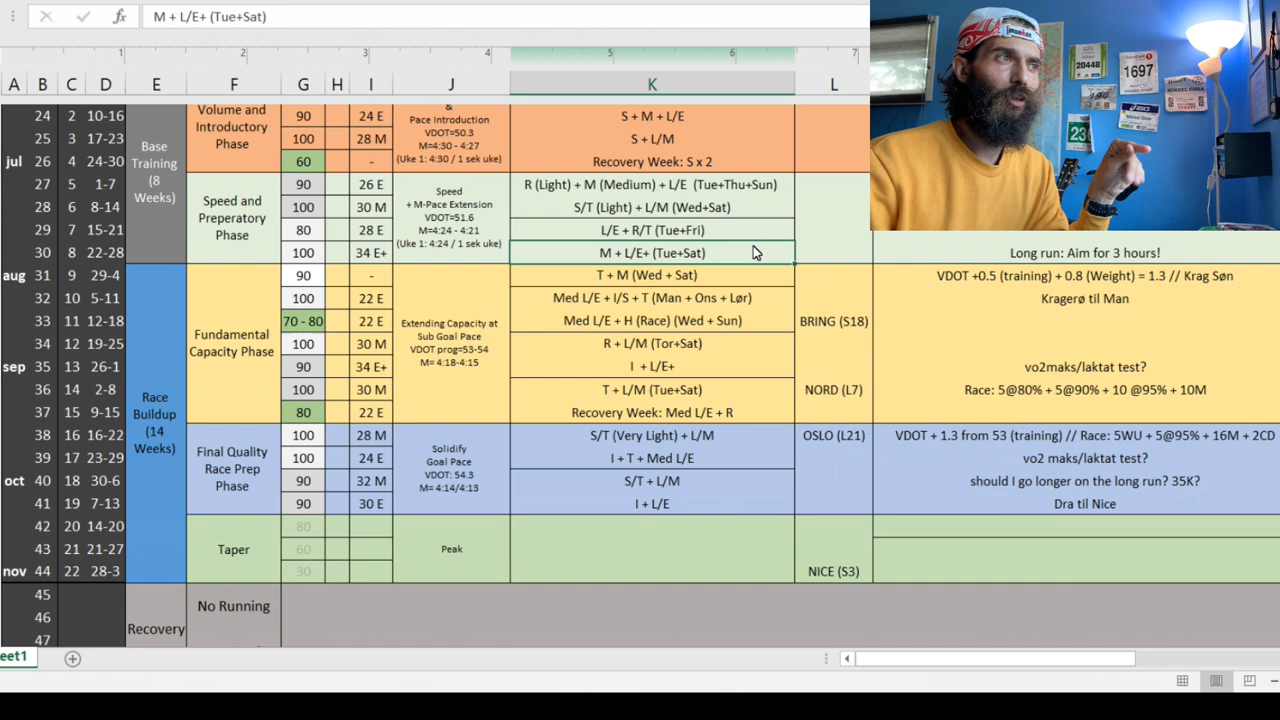 M + L/E+ (Tue+Sat)
1 2 3 4 5 6 7
A B C D E F G H I J K L
24 2 10-16 90 24 E S + M + L/E
25 3 17-23 100 28 M S + L/M
jul 26 4 24-30 60 - Recovery Week: S x 2
Base
Training
(8
Weeks)
Volume and
Introductory
Phase
&
Pace Introduction
VDOT=50.3
M=4:30 - 4:27
(Uke 1: 4:30 / 1 sek uke)
27 5 1-7 90 26 E R (Light) + M (Medium) + L/E (Tue+Thu+Sun)
28 6 8-14 100 30 M S/T (Light) + L/M (Wed+Sat)
29 7 15-21 80 28 E L/E + R/T (Tue+Fri)
30 8 22-28 100 34 E+ M + L/E+ (Tue+Sat) Long run: Aim for 3 hours!
Speed and
Preperatory
Phase
Speed
+ M-Pace Extension
VDOT=51.6
M=4:24 - 4:21
(Uke 1: 4:24 / 1 sek uke)
aug 31 9 29-4 90 - T + M (Wed + Sat) VDOT +0.5 (training) + 0.8 (Weight) = 1.3 // Krag Søn
32 10 5-11 100 22 E Med L/E + I/S + T (Man + Ons + Lør) Kragerø til Man
33 11 12-18 70 - 80 22 E Med L/E + H (Race) (Wed + Sun) BRING (S18)
34 12 19-25 100 30 M R + L/M (Tor+Sat)
sep 35 13 26-1 90 34 E+ I + L/E+ vo2maks/laktat test?
36 14 2-8 100 30 M T + L/M (Tue+Sat) NORD (L7) Race: 5@80% + 5@90% + 10 @95% + 10M
37 15 9-15 80 22 E Recovery Week: Med L/E + R
Race
Buildup
(14
Weeks)
Fundamental
Capacity Phase
Extending Capacity at
Sub Goal Pace
VDOT prog=53-54
M= 4:18-4:15
38 16 16-22 100 28 M S/T (Very Light) + L/M OSLO (L21) VDOT + 1.3 from 53 (training) // Race: 5WU + 5@95% + 16M + 2CD
39 17 23-29 100 24 E I + T + Med L/E vo2 maks/laktat test?
oct 40 18 30-6 90 32 M S/T + L/M should I go longer on the long run? 35K?
41 19 7-13 90 30 E I + L/E Dra til Nice
Final Quality
Race Prep
Phase
Solidify
Goal Pace
VDOT: 54.3
M= 4:14/4:13
42 20 14-20 80
43 21 21-27 Taper 60 Peak
nov 44 22 28-3 30 NICE (S3)
45
46
47
Recovery
No Running
eet1
20448
1697
ASICS